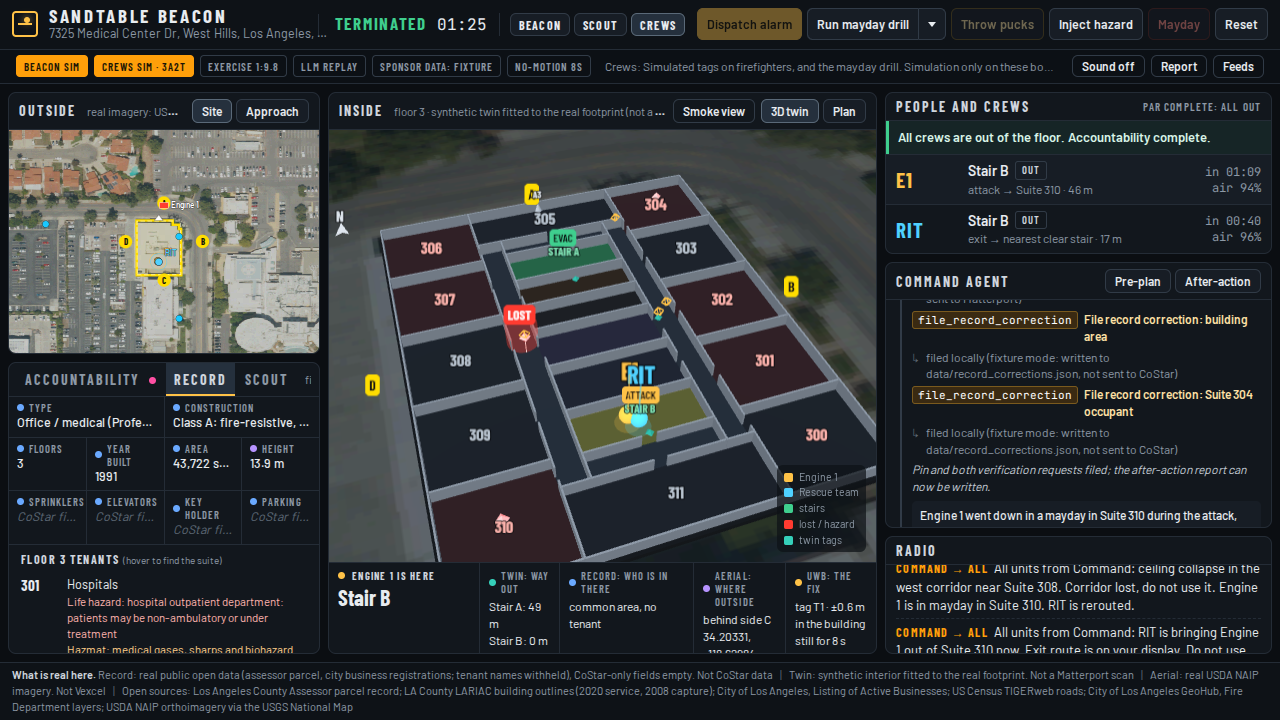 SANDTABLE BEACON
7325 Medical Center Dr, West Hills, Los Angeles, ...
TERMINATED 01:25
BEACON SCOUT CREWS
Dispatch alarm
Run mayday drill
Throw pucks
Inject hazard
Mayday
Reset
BEACON SIM
CREWS SIM · 3A2T
EXERCISE 1:9.8
LLM REPLAY
SPONSOR DATA: FIXTURE
NO-MOTION 8S
Crews: Simulated tags on firefighters, and the mayday drill. Simulation only on these bo...
Sound off
Report
Feeds
OUTSIDE
real imagery: US...
Site
Approach
Engine 1
D
B
C
RIT
ACCOUNTABILITY
RECORD
SCOUT
fi
TYPE
Office / medical (Profe...
CONSTRUCTION
Class A: fire-resistive, ...
FLOORS
3
YEAR BUILT
1991
AREA
43,722 s...
HEIGHT
13.9 m
SPRINKLERS
CoStar fi...
ELEVATORS
CoStar fi...
KEY HOLDER
CoStar fi...
PARKING
CoStar fi...
FLOOR 3 TENANTS (hover to find the suite)
301
Hospitals
Life hazard: hospital outpatient department:
patients may be non-ambulatory or under
treatment
Hazmat: medical gases, sharps and biohazard
INSIDE
floor 3 · synthetic twin fitted to the real footprint (not a ...
Smoke view
3D twin
Plan
N
304
305
306
303
EVAC
STAIR A
307
302
B
LOST
308
301
RIT
D
ATTACK
STAIR B
309
300
311
310
Engine 1
Rescue team
stairs
lost / hazard
twin tags
ENGINE 1 IS HERE
Stair B
TWIN: WAY OUT
Stair A: 49
m
Stair B: 0 m
RECORD: WHO IS IN THERE
common area, no
tenant
AERIAL: WHERE OUTSIDE
behind side C
34.20331,
UWB: THE FIX
tag T1 · ±0.6 m
in the building
still for 8 s
PEOPLE AND CREWS
PAR COMPLETE: ALL OUT
All crews are out of the floor. Accountability complete.
E1
Stair B OUT
attack → Suite 310 · 46 m
in 01:09
air 94%
RIT
Stair B OUT
exit → nearest clear stair · 17 m
in 00:40
air 96%
COMMAND AGENT
Pre-plan
After-action
sent to Matterport)
file_record_correction File record correction: building
area
↳ filed locally (fixture mode: written to
data/record_corrections.json, not sent to CoStar)
file_record_correction File record correction: Suite 304
occupant
↳ filed locally (fixture mode: written to
data/record_corrections.json, not sent to CoStar)
Pin and both verification requests filed; the after-action report can
now be written.
Engine 1 went down in a mayday in Suite 310 during the attack,
RADIO
COMMAND → ALL All units from Command: ceiling collapse in the
west corridor near Suite 308. Corridor lost, do not use it. Engine
1 is in mayday in Suite 310. RIT is rerouted.
COMMAND → ALL All units from Command: RIT is bringing Engine
1 out of Suite 310 now. Exit route is on your display. Do not use
What is real here. Record: real public open data (assessor parcel, city business registrations; tenant names withheld), CoStar-only fields empty. Not CoStar data | Twin: synthetic interior fitted to the real footprint. Not a Matterport scan | Aerial: real USDA NAIP
imagery. Not Vexcel | Open sources: Los Angeles County Assessor parcel record; LA County LARIAC building outlines (2020 service, 2008 capture); City of Los Angeles, Listing of Active Businesses; US Census TIGERweb roads; City of Los Angeles GeoHub, Fire
Department layers; USDA NAIP orthoimagery via the USGS National Map